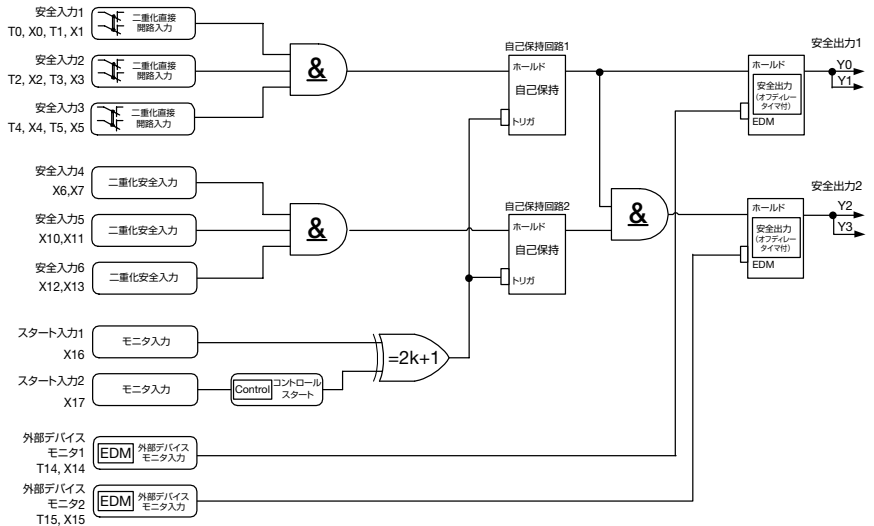 安全入力1
T0, X0, T1, X1
二重化直接
開路入力
安全入力2
T2, X2, T3, X3
二重化直接
開路入力
安全入力3
T4, X4, T5, X5
二重化直接
開路入力
&
自己保持回路1
ホールド
自己保持
トリガ
安全出力1
ホールド
安全出力
(オフディレー
タイマ付)
EDM
Y0
Y1
安全入力4
X6,X7
二重化安全入力
安全入力5
X10,X11
二重化安全入力
安全入力6
X12,X13
二重化安全入力
&
自己保持回路2
ホールド
自己保持
トリガ
&
安全出力2
ホールド
安全出力
(オフディレー
タイマ付)
EDM
Y2
Y3
スタート入力1
X16
モニタ入力
スタート入力2
X17
モニタ入力
Control
コントロール
スタート
=2k+1
外部デバイス
モニタ1
T14, X14
EDM
外部デバイス
モニタ入力
外部デバイス
モニタ2
T15, X15
EDM
外部デバイス
モニタ入力